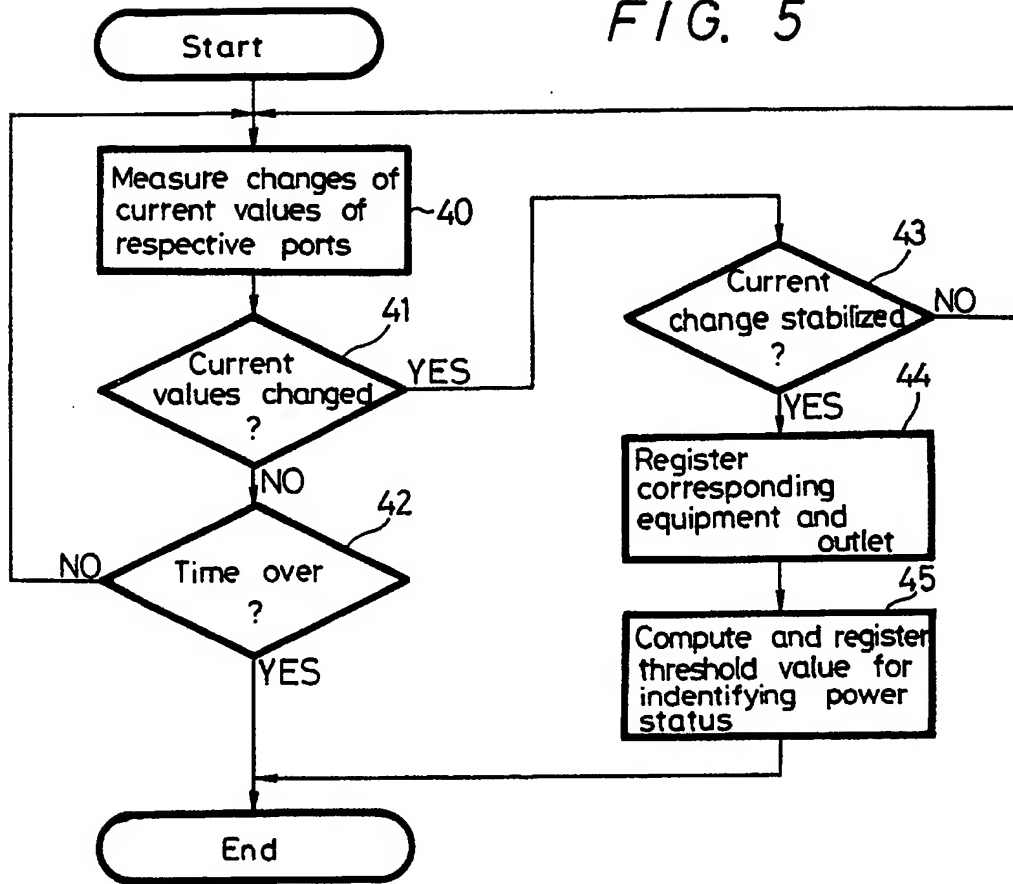 FIG. 5
Start
Measure changes of
current values of
respective ports
40
41
Current
values changed
?
YES
NO
42
Time over
?
NO
YES
43
Current
change stabilized
?
NO
YES
44
Register
corresponding
equipment and
outlet
45
Compute and register
threshold value for
indentifying power
status
End